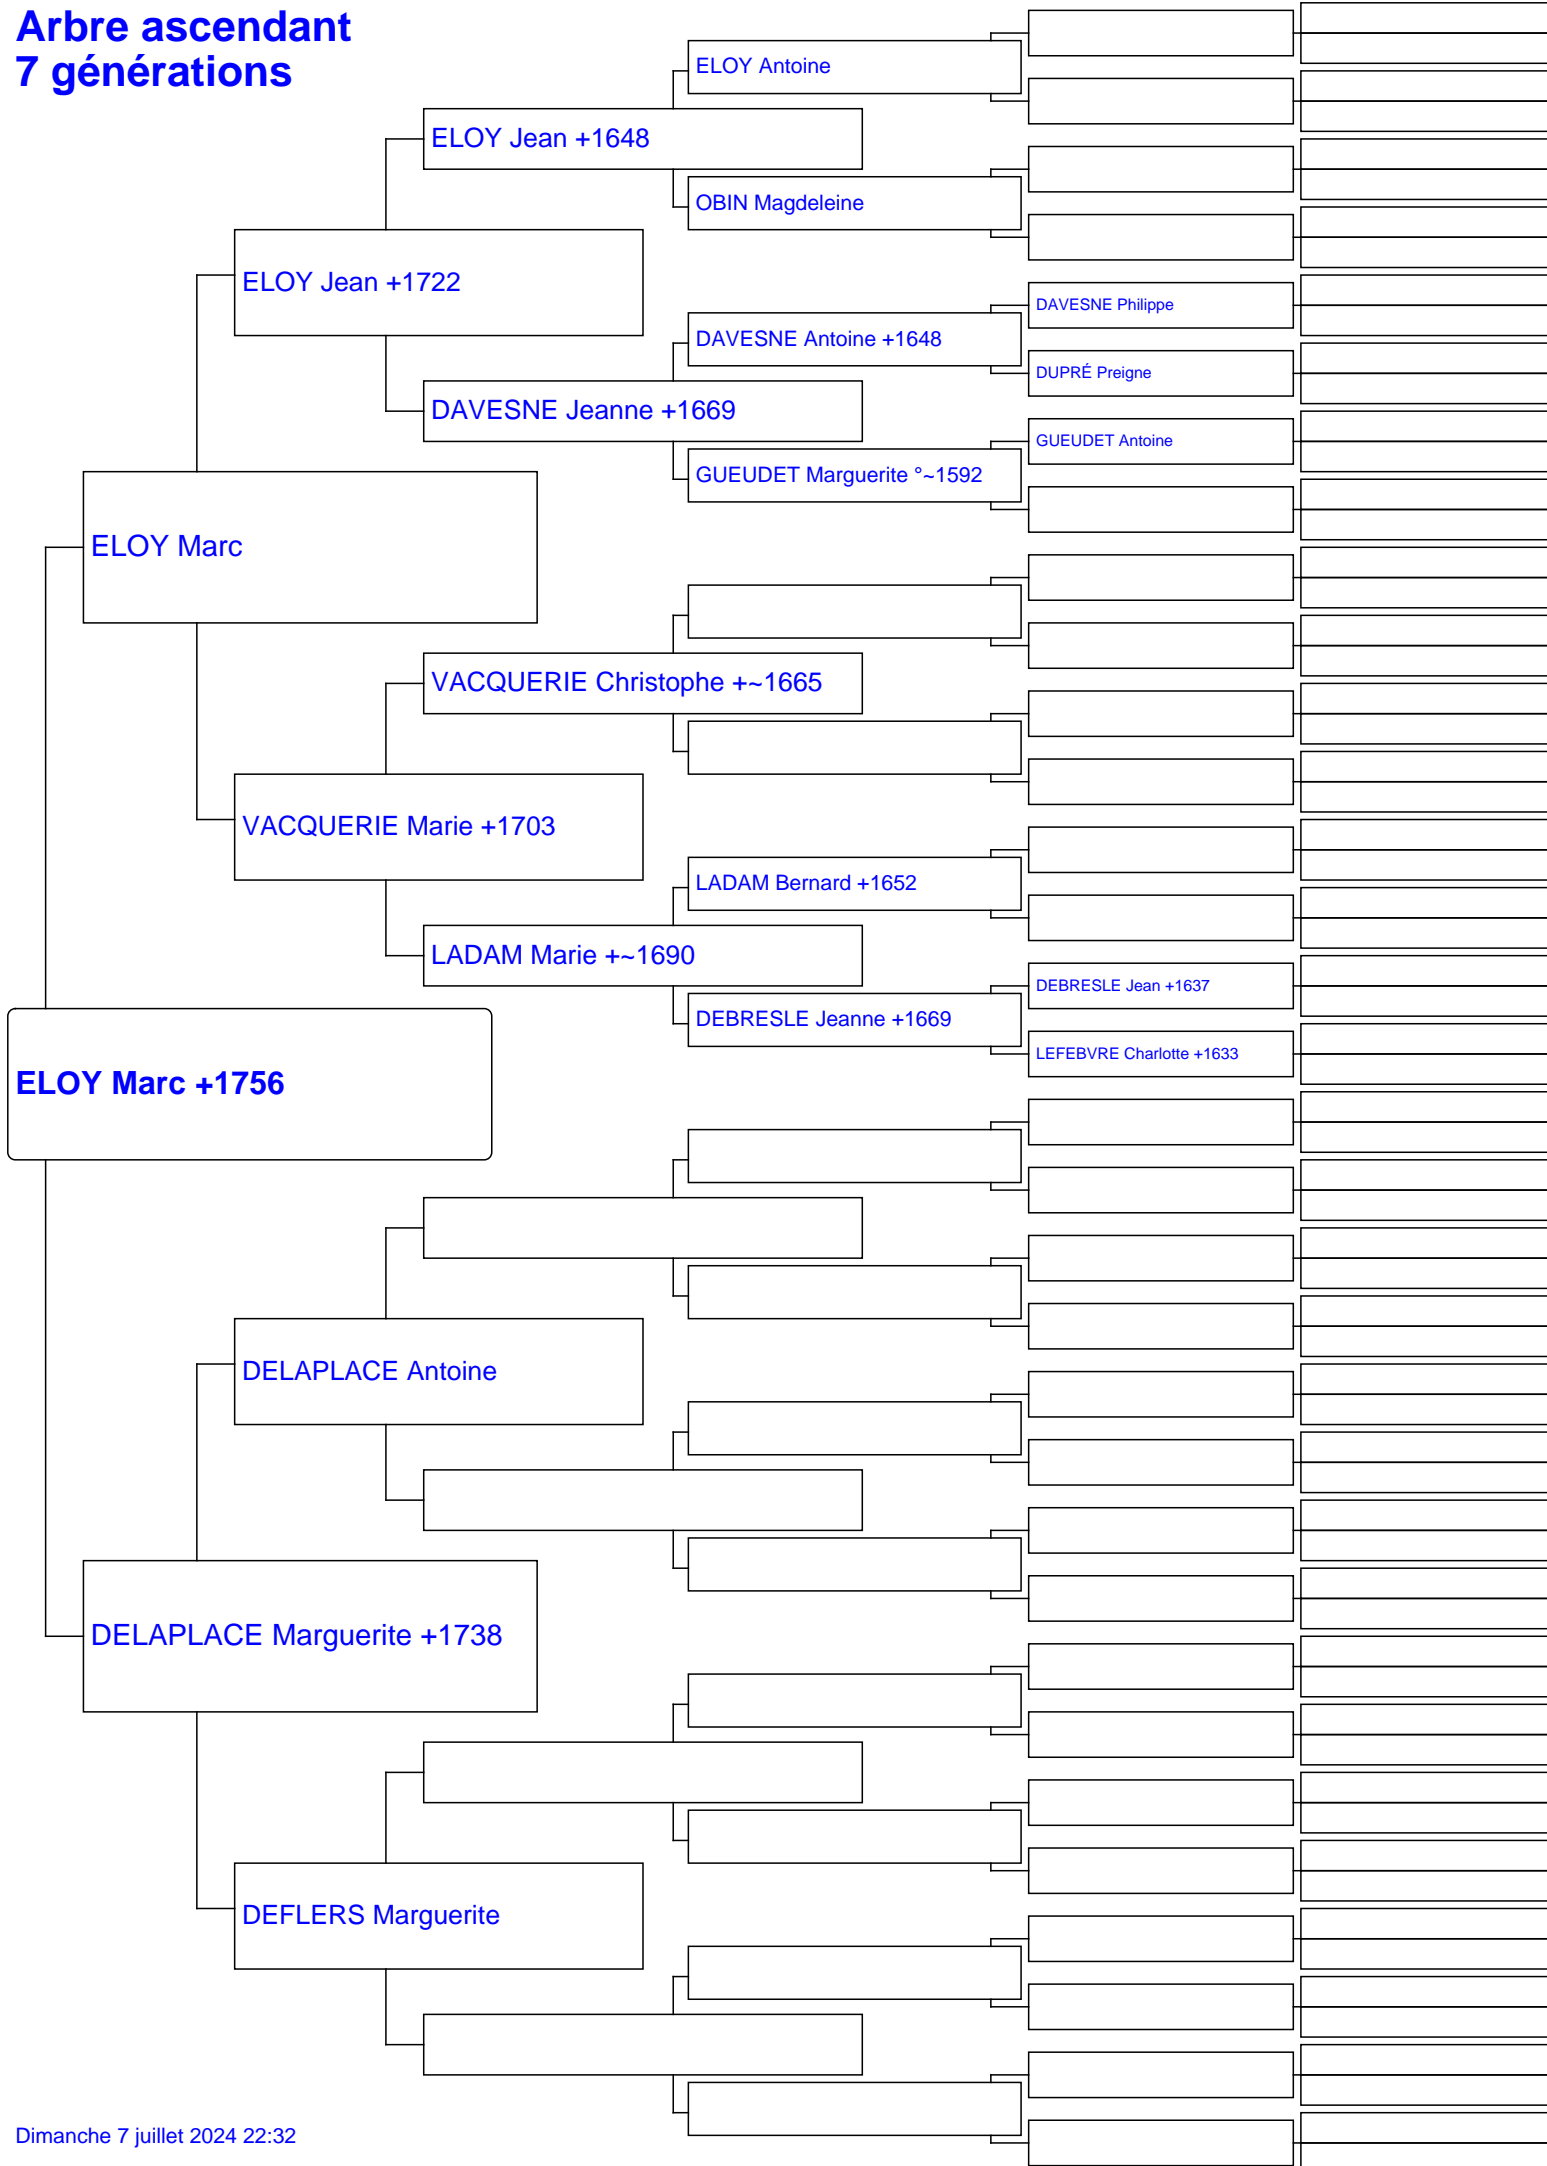 Arbre ascendant
7 générations
ELOY Antoine
ELOY Jean +1648
OBIN Magdeleine
ELOY Jean +1722
DAVESNE Philippe
DAVESNE Antoine +1648
DUPRÉ Preigne
DAVESNE Jeanne +1669
GUEUDET Antoine
GUEUDET Marguerite °~1592
ELOY Marc
VACQUERIE Christophe +~1665
VACQUERIE Marie +1703
LADAM Bernard +1652
LADAM Marie +~1690
DEBRESLE Jean +1637
DEBRESLE Jeanne +1669
LEFEBVRE Charlotte +1633
ELOY Marc +1756
DELAPLACE Antoine
DELAPLACE Marguerite +1738
DEFLERS Marguerite
Dimanche 7 juillet 2024 22:32